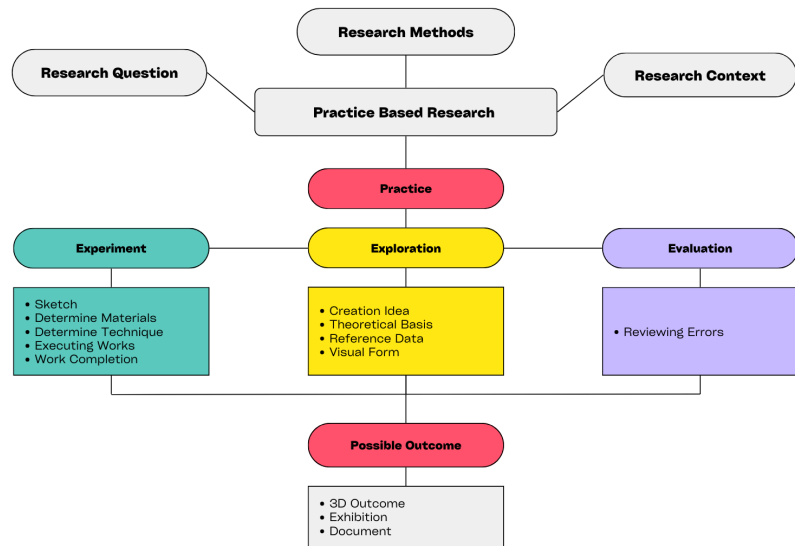 Research Methods
Research Question
Research Context
Practice Based Research
Practice
Experiment
Exploration
Evaluation
• Sketch
• Determine Materials
• Determine Technique
• Executing Works
• Work Completion
• Creation Idea
• Theoretical Basis
• Reference Data
• Visual Form
• Reviewing Errors
Possible Outcome
• 3D Outcome
• Exhibition
• Document